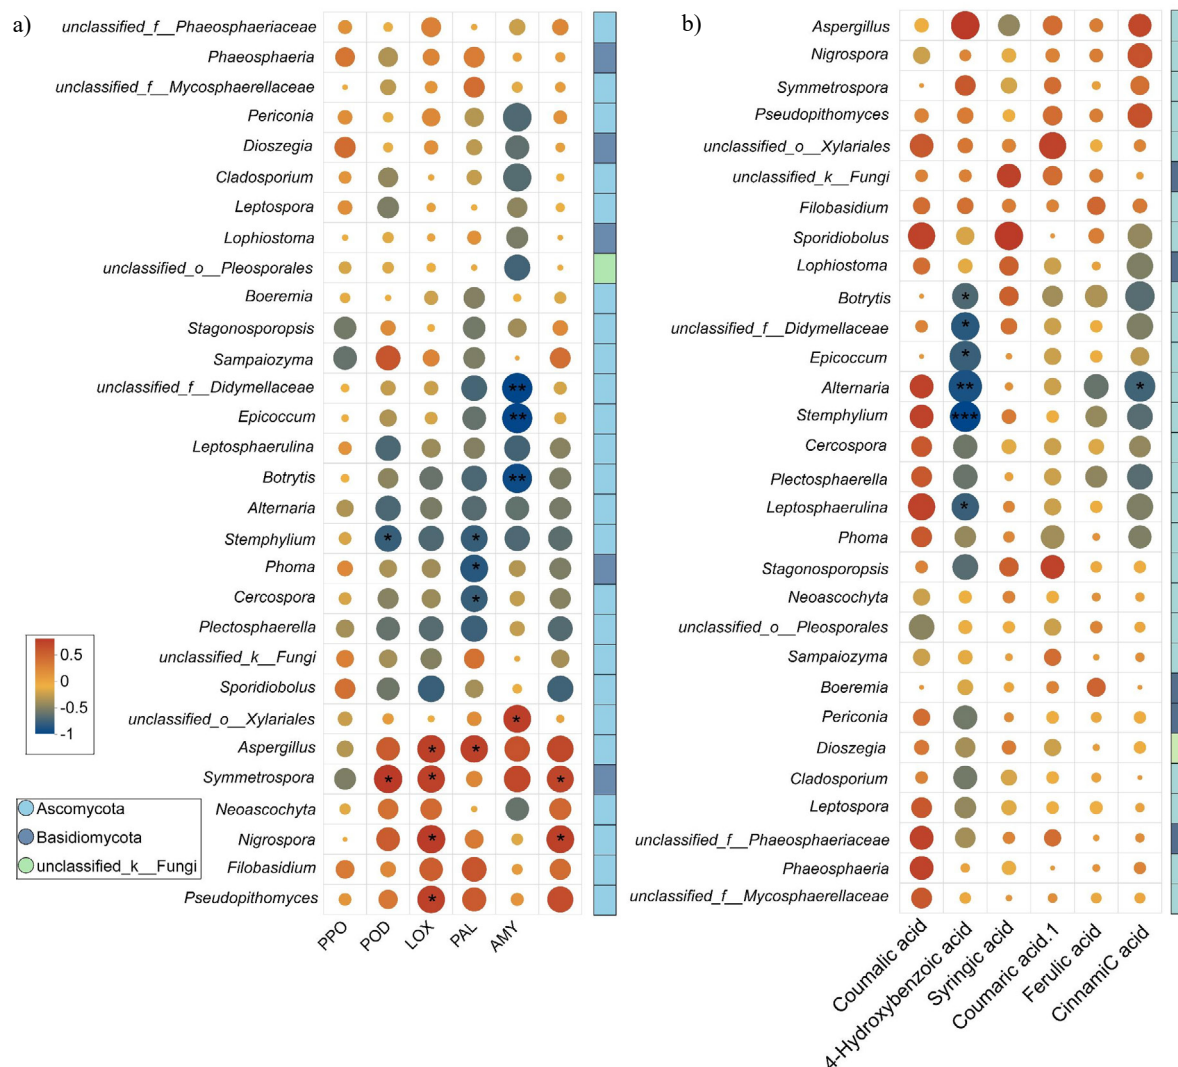 a)
unclassified_f__Phaeosphaeriaceae
Phaeosphaeria
unclassified_f__Mycosphaerellaceae
Periconia
Dioszegia
Cladosporium
Leptospora
Lophiostoma
unclassified_o__Pleosporales
Boeremia
Stagonosporopsis
Sampaiozyma
unclassified_f__Didymellaceae
**
Epicoccum
**
Leptosphaerulina
Botrytis
**
Alternaria
Stemphylium
* *
Phoma
*
Cercospora
*
Plectosphaerella
unclassified_k__Fungi
Sporidiobolus
unclassified_o__Xylariales
*
Aspergillus
* *
Symmetrospora
* * *
Neoascochyta
Nigrospora
* *
Filobasidium
Pseudopithomyces
*
PPO
POD
LOX
PAL
AMY
0.5
0
-0.5
-1
Ascomycota
Basidiomycota
unclassified_k__Fungi
b)
Aspergillus
Nigrospora
Symmetrospora
Pseudopithomyces
unclassified_o__Xylariales
unclassified_k__Fungi
Filobasidium
Sporidiobolus
Lophiostoma
Botrytis
*
unclassified_f__Didymellaceae
*
Epicoccum
*
Alternaria
** *
Stemphylium
***
Cercospora
Plectosphaerella
Leptosphaerulina
*
Phoma
Stagonosporopsis
Neoascochyta
unclassified_o__Pleosporales
Sampaiozyma
Boeremia
Periconia
Dioszegia
Cladosporium
Leptospora
unclassified_f__Phaeosphaeriaceae
Phaeosphaeria
unclassified_f__Mycosphaerellaceae
Coumalic acid
4-Hydroxybenzoic acid
Syringic acid
Coumaric acid.1
Ferulic acid
CinnamiC acid